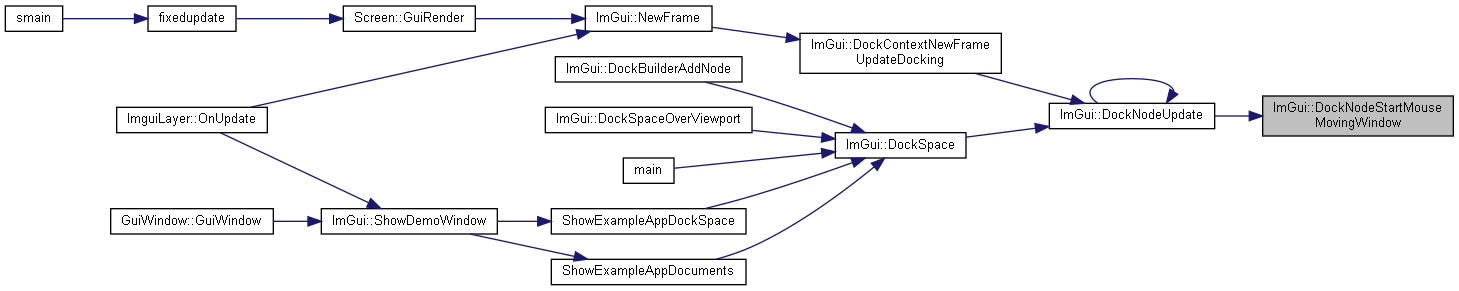 smain
fixedupdate
Screen::GuiRender
ImGui::NewFrame
ImGui::DockContextNewFrame
UpdateDocking
ImGui::DockBuilderAddNode
ImGui::DockNodeStartMouse
MovingWindow
ImguiLayer::OnUpdate
ImGui::DockSpaceOverViewport
ImGui::DockNodeUpdate
ImGui::DockSpace
main
GuiWindow::GuiWindow
ImGui::ShowDemoWindow
ShowExampleAppDockSpace
ShowExampleAppDocuments